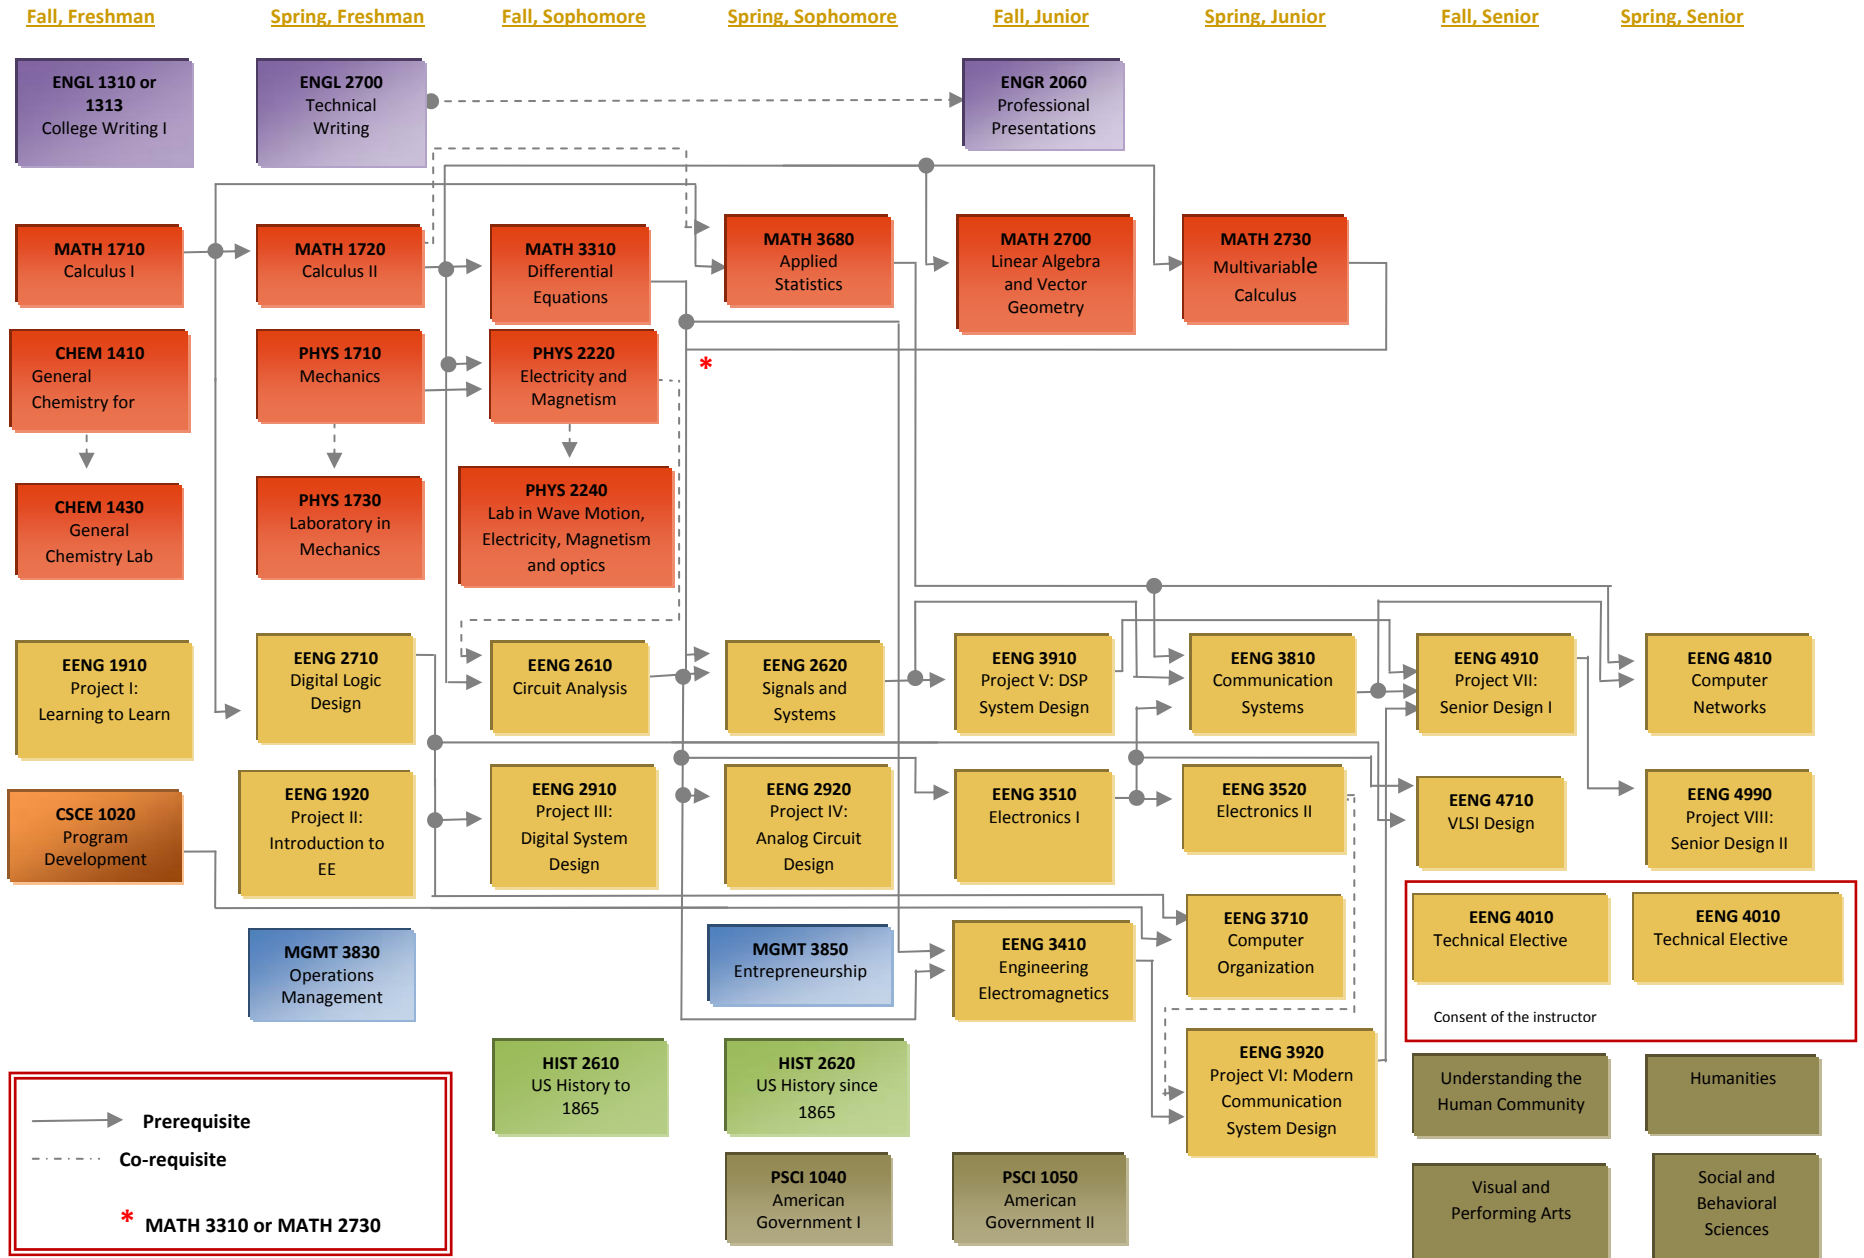 Fall, Freshman
Spring, Freshman
Fall, Sophomore
Spring, Sophomore
Fall, Junior
Spring, Junior
Fall, Senior
Spring, Senior
ENGL 1310 or
1313
College Writing I
ENGL 2700
Technical
Writing
ENGR 2060
Professional
Presentations
MATH 1710
Calculus I
MATH 1720
Calculus II
MATH 3310
Differential
Equations
MATH 3680
Applied
Statistics
MATH 2700
Linear Algebra
and Vector
Geometry
MATH 2730
Multivariable
Calculus
CHEM 1410
General
Chemistry for
PHYS 1710
Mechanics
PHYS 2220
Electricity and
Magnetism
*
CHEM 1430
General
Chemistry Lab
PHYS 1730
Laboratory in
Mechanics
PHYS 2240
Lab in Wave Motion,
Electricity, Magnetism
and optics
EENG 1910
Project I:
Learning to Learn
EENG 2710
Digital Logic
Design
EENG 2610
Circuit Analysis
EENG 2620
Signals and
Systems
EENG 3910
Project V: DSP
System Design
EENG 3810
Communication
Systems
EENG 4910
Project VII:
Senior Design I
EENG 4810
Computer
Networks
CSCE 1020
Program
Development
EENG 1920
Project II:
Introduction to
EE
EENG 2910
Project III:
Digital System
Design
EENG 2920
Project IV:
Analog Circuit
Design
EENG 3510
Electronics I
EENG 3520
Electronics II
EENG 4710
VLSI Design
EENG 4990
Project VIII:
Senior Design II
MGMT 3830
Operations
Management
MGMT 3850
Entrepreneurship
EENG 3410
Engineering
Electromagnetics
EENG 3710
Computer
Organization
EENG 4010
Technical Elective
EENG 4010
Technical Elective
Consent of the instructor
HIST 2610
US History to
1865
HIST 2620
US History since
1865
EENG 3920
Project VI: Modern
Communication
System Design
Understanding the
Human Community
Humanities
PSCI 1040
American
Government I
PSCI 1050
American
Government II
Visual and
Performing Arts
Social and
Behavioral
Sciences
Prerequisite
Co-requisite
* MATH 3310 or MATH 2730